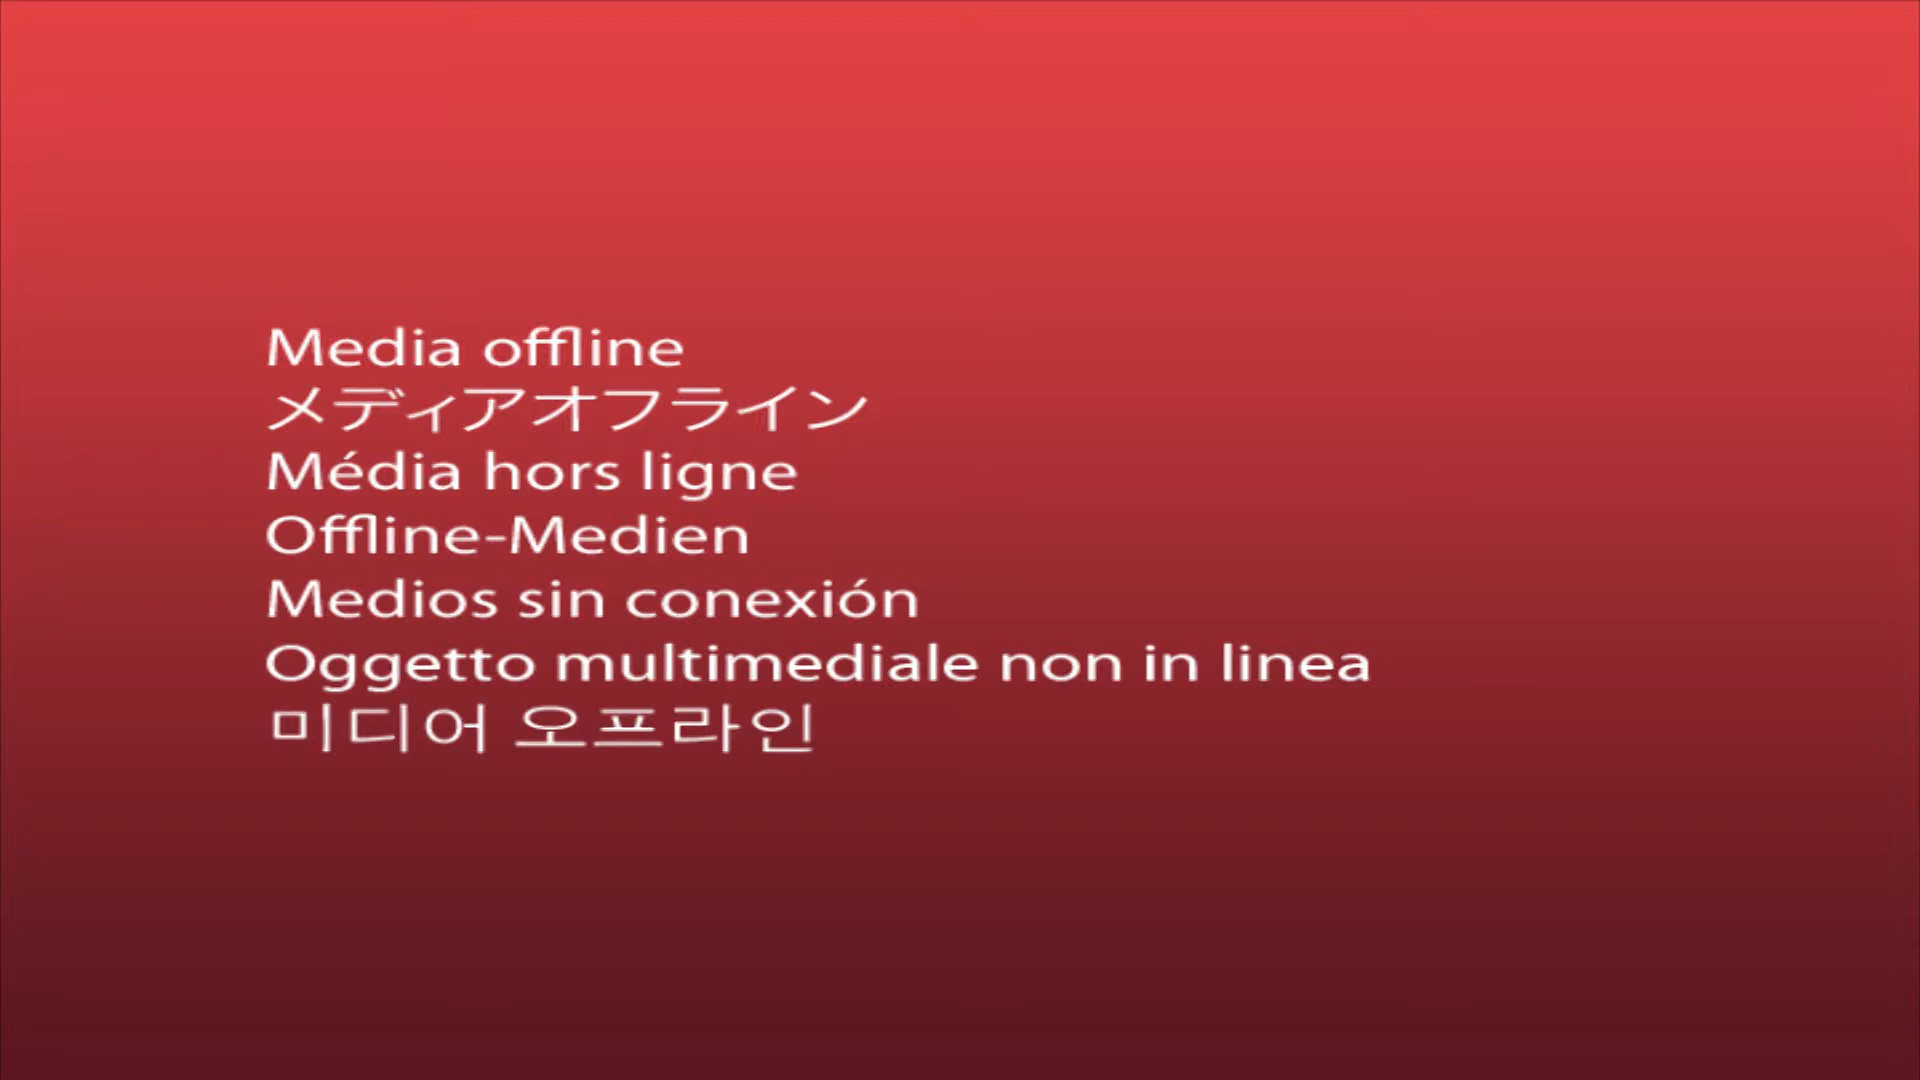 Media offline
メディアオフライン
Média hors ligne
Offline-Medien
Medios sin conexión
Oggetto multimediale non in linea
미디어 오프라인